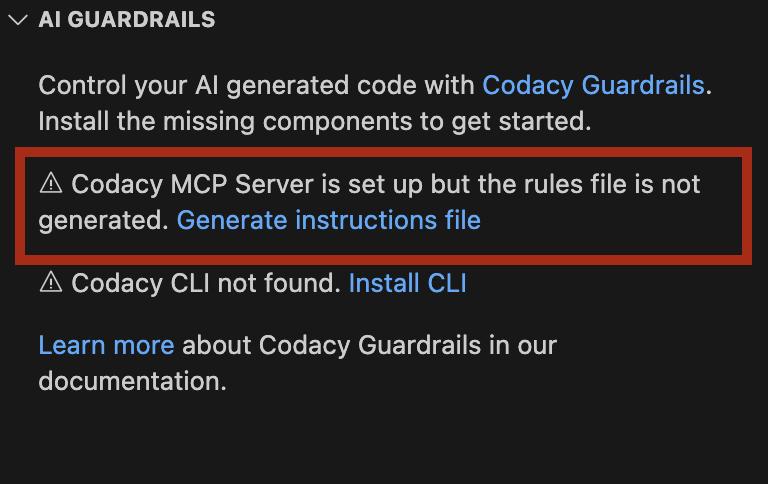 AI GUARDRAILS
Control your AI generated code with Codacy Guardrails.
Install the missing components to get started.
⚠ Codacy MCP Server is set up but the rules file is not
generated. Generate instructions file
⚠ Codacy CLI not found. Install CLI
Learn more about Codacy Guardrails in our
documentation.